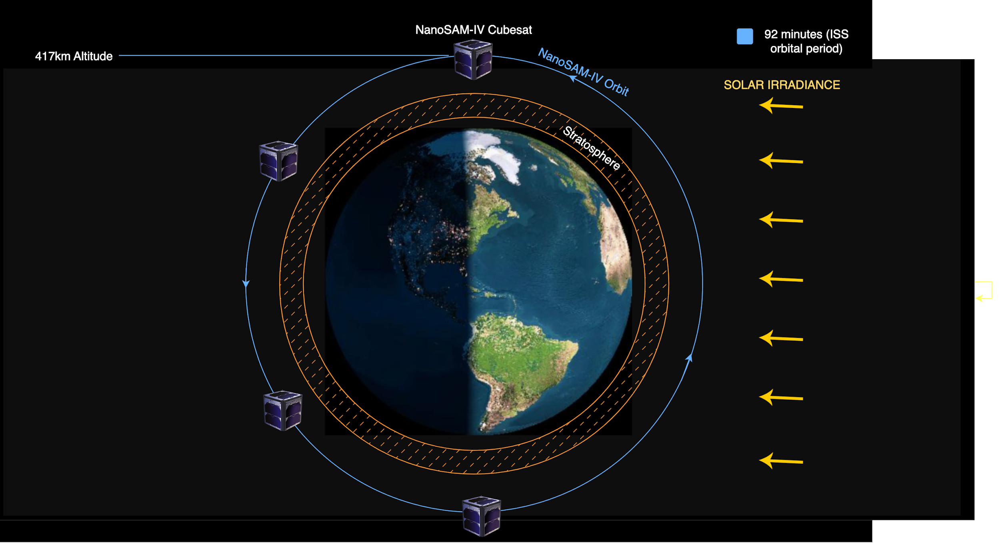 NanoSAM-IV Cubesat
92 minutes (ISS
orbital period)
417km Altitude
NanoSAM-IV Orbit
SOLAR IRRADIANCE
Stratosphere